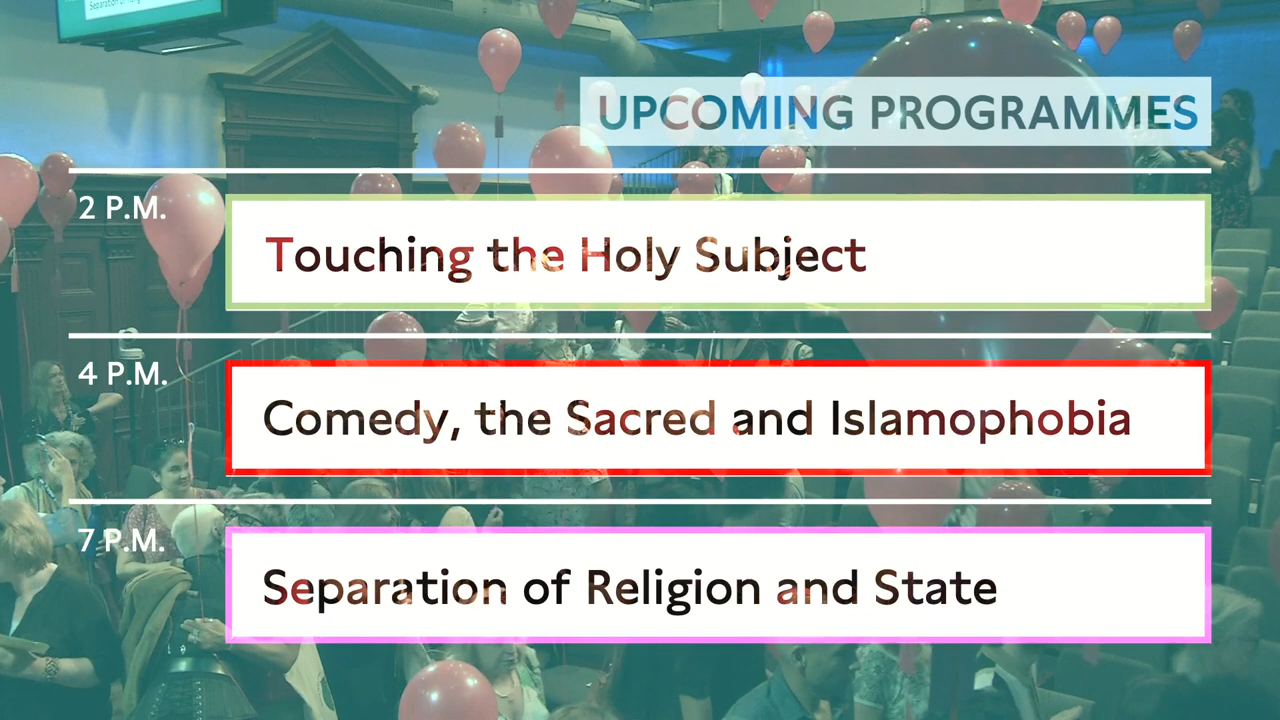 UPCOMING PROGRAMMES
2 P.M.
Touching the Holy Subject
4 P.M.
Comedy, the Sacred and Islamophobia
7 P.M.
Separation of Religion and State